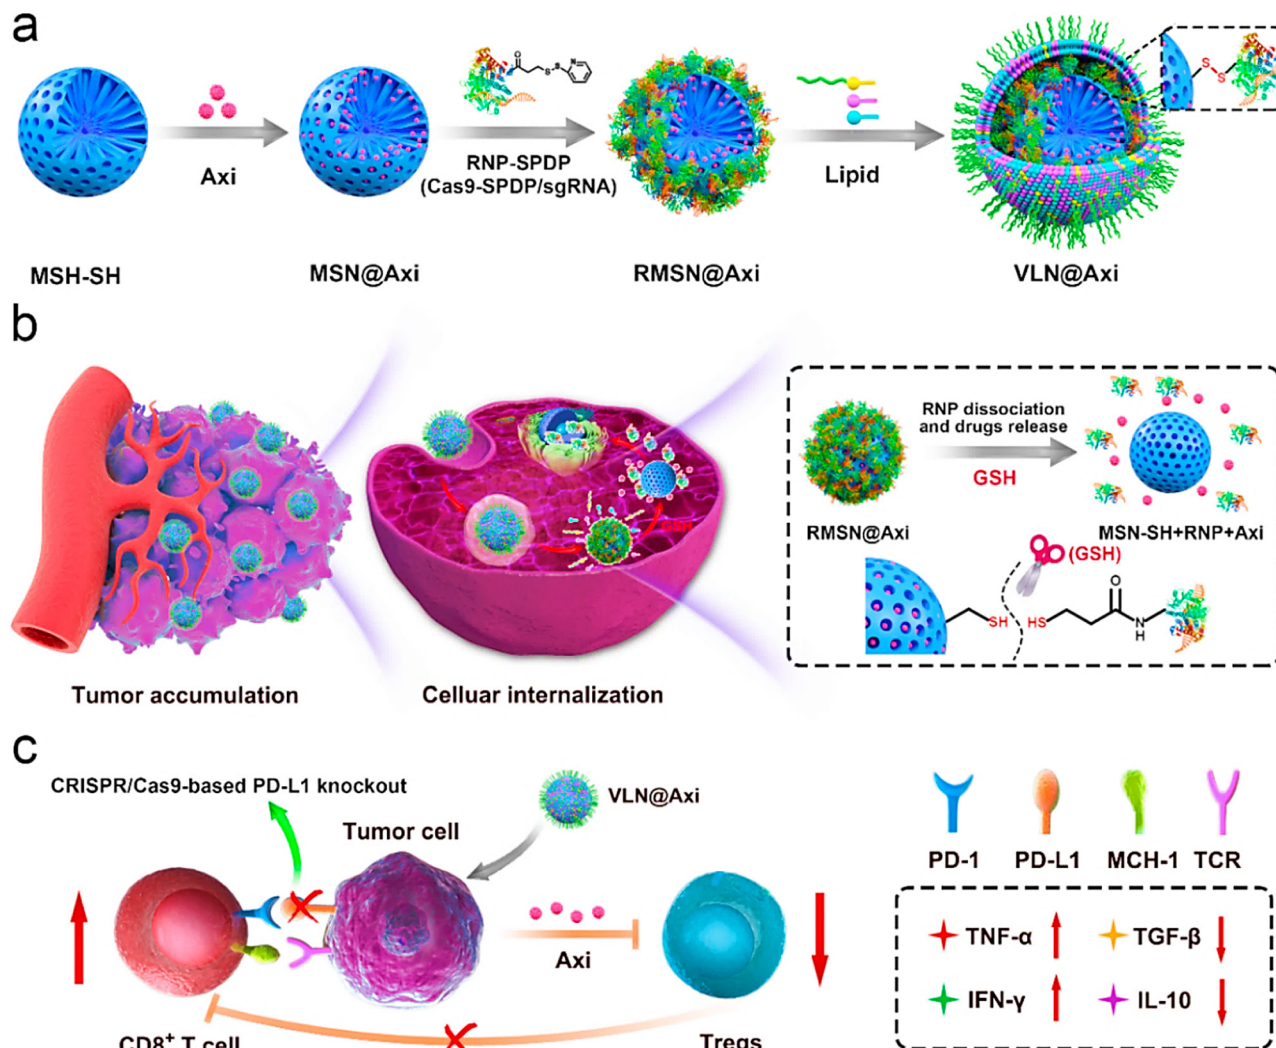 a
Axi
RNP-SPDP
(Cas9-SPDP/sgRNA)
Lipid
O
S
S
N
S
S
MSH-SH
MSN@Axi
RMSN@Axi
VLN@Axi
b
GSH
RNP dissociation
and drugs release
GSH
RMSN@Axi
MSN-SH+RNP+Axi
(GSH)
SH
HS
O
N
H
Tumor accumulation
Celluar internalization
c
CRISPR/Cas9-based PD-L1 knockout
VLN@Axi
Tumor cell
Axi
CD8+ T cell
Tregs
PD-1
PD-L1
MCH-1
TCR
TNF-α
TGF-β
IFN-γ
IL-10